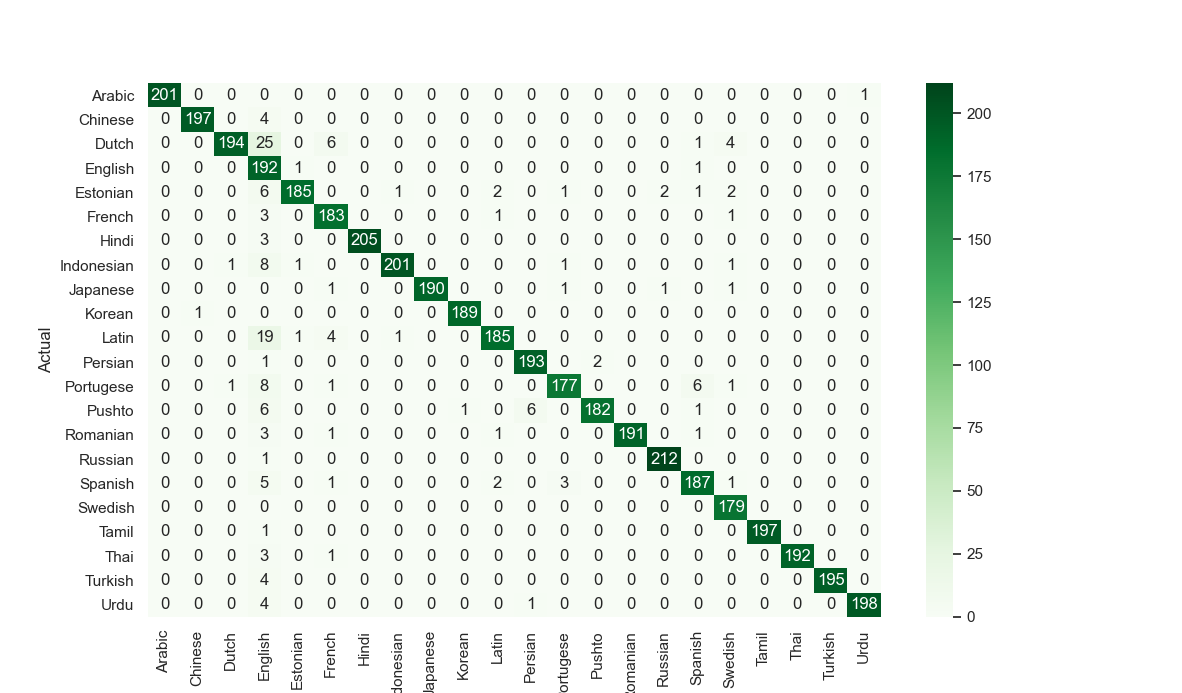 Arabic 201 0 0 0 0 0 0 0 0 0 0 0 0 0 0 0 0 0 0 0 0 1
Chinese 0 197 0 4 0 0 0 0 0 0 0 0 0 0 0 0 0 0 0 0 0 0
Dutch 0 0 194 25 0 6 0 0 0 0 0 0 0 0 0 0 1 4 0 0 0 0
English 0 0 0 192 1 0 0 0 0 0 0 0 0 0 0 0 1 0 0 0 0 0
Estonian 0 0 0 6 185 0 0 1 0 0 2 0 1 0 0 2 1 2 0 0 0 0
French 0 0 0 3 0 183 0 0 0 0 1 0 0 0 0 0 0 1 0 0 0 0
Hindi 0 0 0 3 0 0 205 0 0 0 0 0 0 0 0 0 0 0 0 0 0 0
Indonesian 0 0 1 8 1 0 0 201 0 0 0 0 1 0 0 0 0 1 0 0 0 0
Japanese 0 0 0 0 0 1 0 0 190 0 0 0 1 0 0 1 0 1 0 0 0 0
Korean 0 1 0 0 0 0 0 0 0 189 0 0 0 0 0 0 0 0 0 0 0 0
Latin 0 0 0 19 1 4 0 1 0 0 185 0 0 0 0 0 0 0 0 0 0 0
Persian 0 0 0 1 0 0 0 0 0 0 0 193 0 2 0 0 0 0 0 0 0 0
Portugese 0 0 1 8 0 1 0 0 0 0 0 0 177 0 0 0 6 1 0 0 0 0
Pushto 0 0 0 6 0 0 0 0 0 1 0 6 0 182 0 0 1 0 0 0 0 0
Romanian 0 0 0 3 0 1 0 0 0 0 1 0 0 0 191 0 1 0 0 0 0 0
Russian 0 0 0 1 0 0 0 0 0 0 0 0 0 0 0 212 0 0 0 0 0 0
Spanish 0 0 0 5 0 1 0 0 0 0 2 0 3 0 0 0 187 1 0 0 0 0
Swedish 0 0 0 0 0 0 0 0 0 0 0 0 0 0 0 0 0 179 0 0 0 0
Tamil 0 0 0 1 0 0 0 0 0 0 0 0 0 0 0 0 0 0 197 0 0 0
Thai 0 0 0 3 0 1 0 0 0 0 0 0 0 0 0 0 0 0 0 192 0 0
Turkish 0 0 0 4 0 0 0 0 0 0 0 0 0 0 0 0 0 0 0 0 195 0
Urdu 0 0 0 4 0 0 0 0 0 0 0 1 0 0 0 0 0 0 0 0 0 198
Actual
Arabic
Chinese
Dutch
English
Estonian
French
Hindi
donesian
Japanese
Korean
Latin
Persian
ortugese
Pushto
omanian
Russian
Spanish
Swedish
Tamil
Thai
Turkish
Urdu
200
175
150
125
100
75
50
25
0